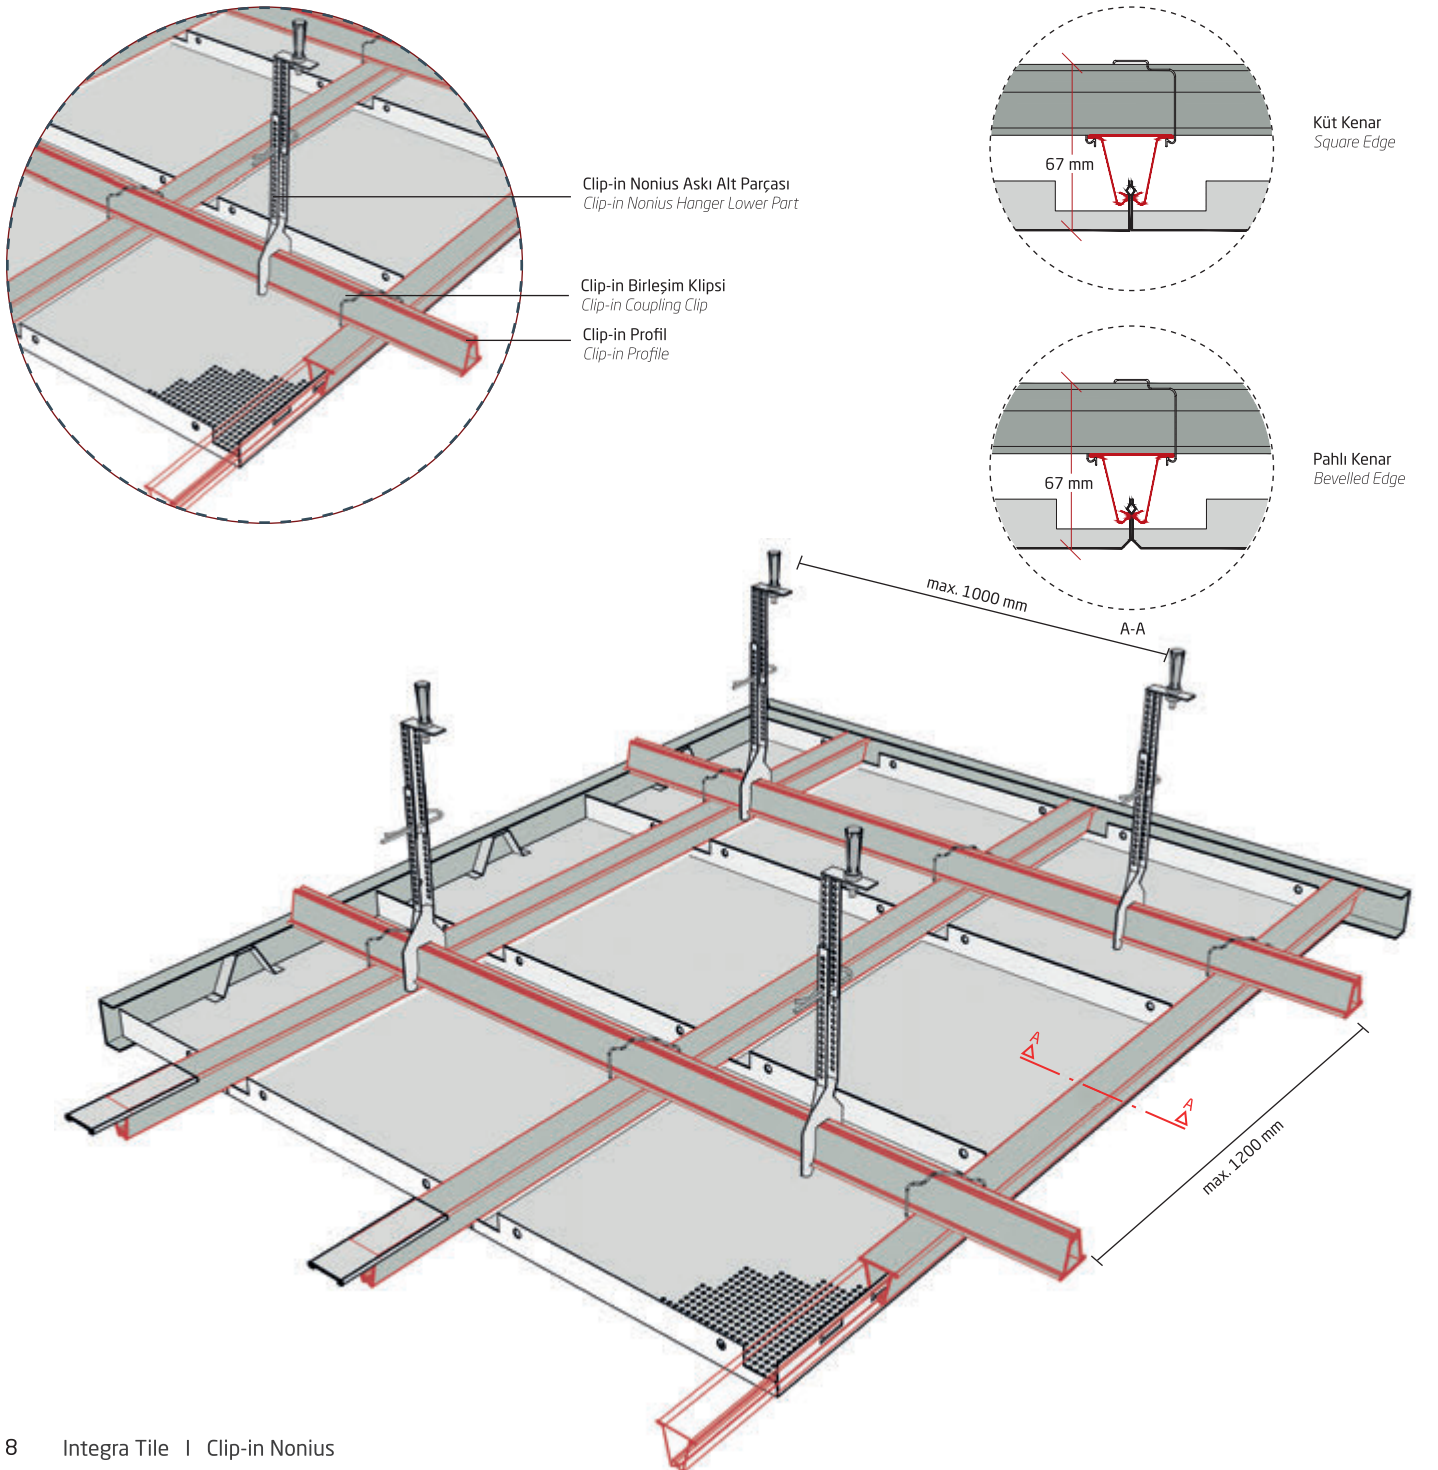 Clip-in Nonius Askı Alt Parçası
Clip-in Nonius Hanger Lower Part
Clip-in Birleşim Klipsi
Clip-in Coupling Clip
Clip-in Profil
Clip-in Profile
67 mm
Küt Kenar
Square Edge
67 mm
Pahlı Kenar
Bevelled Edge
A-A
max. 1000 mm
A
A
max. 1200 mm
8 Integra Tile I Clip-in Nonius